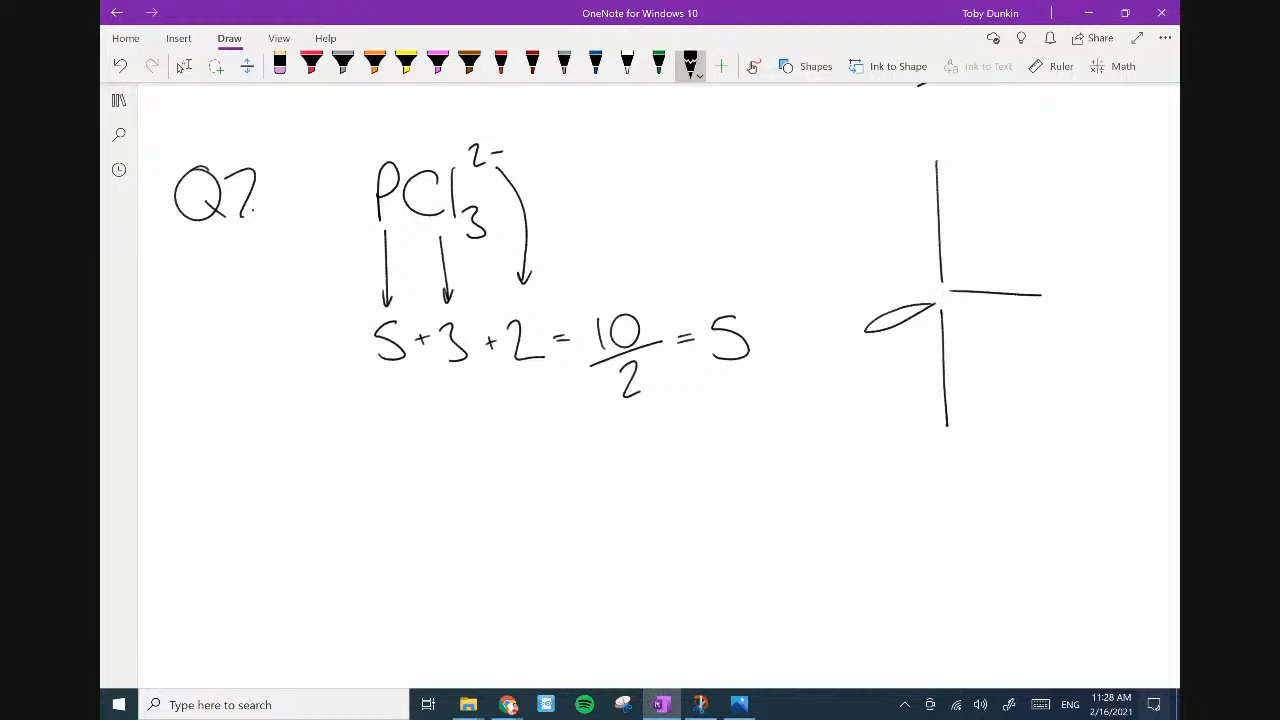 OneNote for Windows 10
Toby Dunkin
Home Insert Draw View Help
Share
Shapes Ink to Shape Ink to Text Ruler Math
Q7.
PCl₃²⁻
5 + 3 + 2 = 10/2 = 5
Type here to search
ENG
11:28 AM
2/16/2021